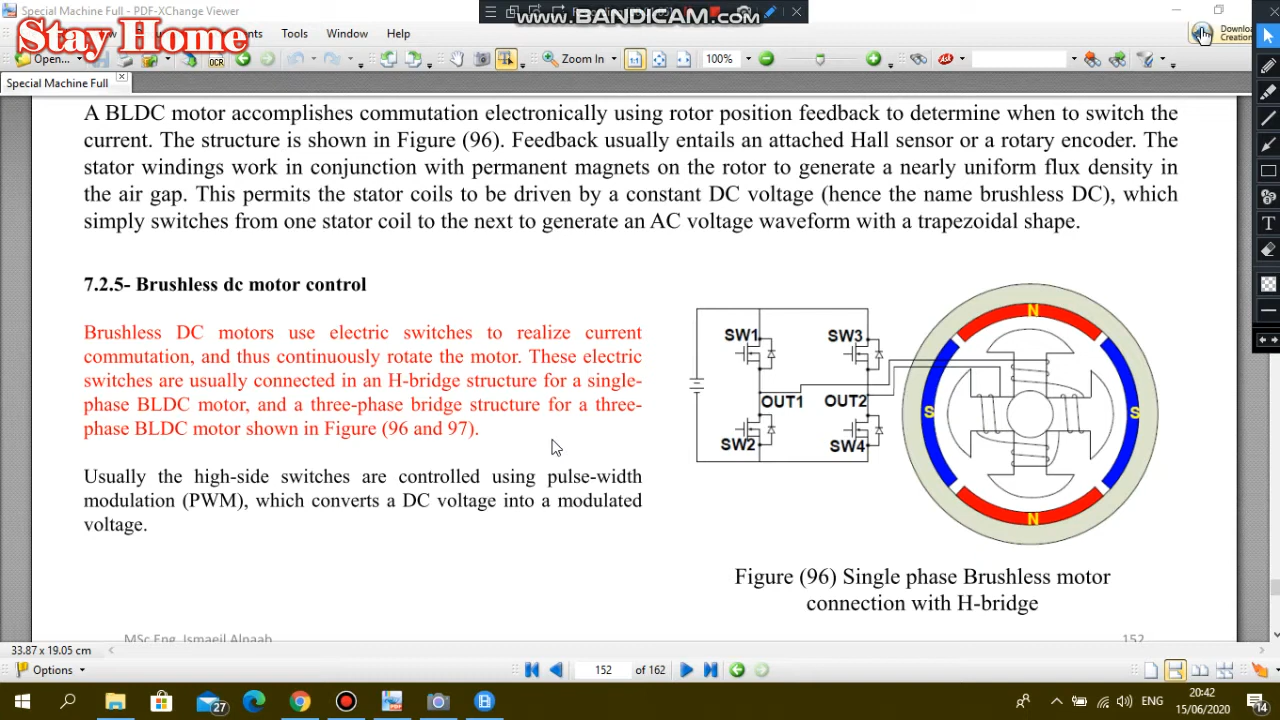 Special Machine Full - PDF-XChange Viewer
www.BANDICAM.com
Stay Home
Tools Window Help
Download
Creation
Open...
OCR
Zoom In
100%
Special Machine Full
A BLDC motor accomplishes commutation electronically using rotor position feedback to determine when to switch the
current. The structure is shown in Figure (96). Feedback usually entails an attached Hall sensor or a rotary encoder. The
stator windings work in conjunction with permanent magnets on the rotor to generate a nearly uniform flux density in
the air gap. This permits the stator coils to be driven by a constant DC voltage (hence the name brushless DC), which
simply switches from one stator coil to the next to generate an AC voltage waveform with a trapezoidal shape.
7.2.5- Brushless dc motor control
Brushless DC motors use electric switches to realize current
commutation, and thus continuously rotate the motor. These electric
switches are usually connected in an H-bridge structure for a single-
phase BLDC motor, and a three-phase bridge structure for a three-
phase BLDC motor shown in Figure (96 and 97).
Usually the high-side switches are controlled using pulse-width
modulation (PWM), which converts a DC voltage into a modulated
voltage.
SW1 SW3
OUT1 OUT2
SW2 SW4
N
S S
N
Figure (96) Single phase Brushless motor
connection with H-bridge
MSc Eng. Ismaeil Alnaab
152
33.87 x 19.05 cm
Options
152 of 162
27
ENG
20:42
15/06/2020
14